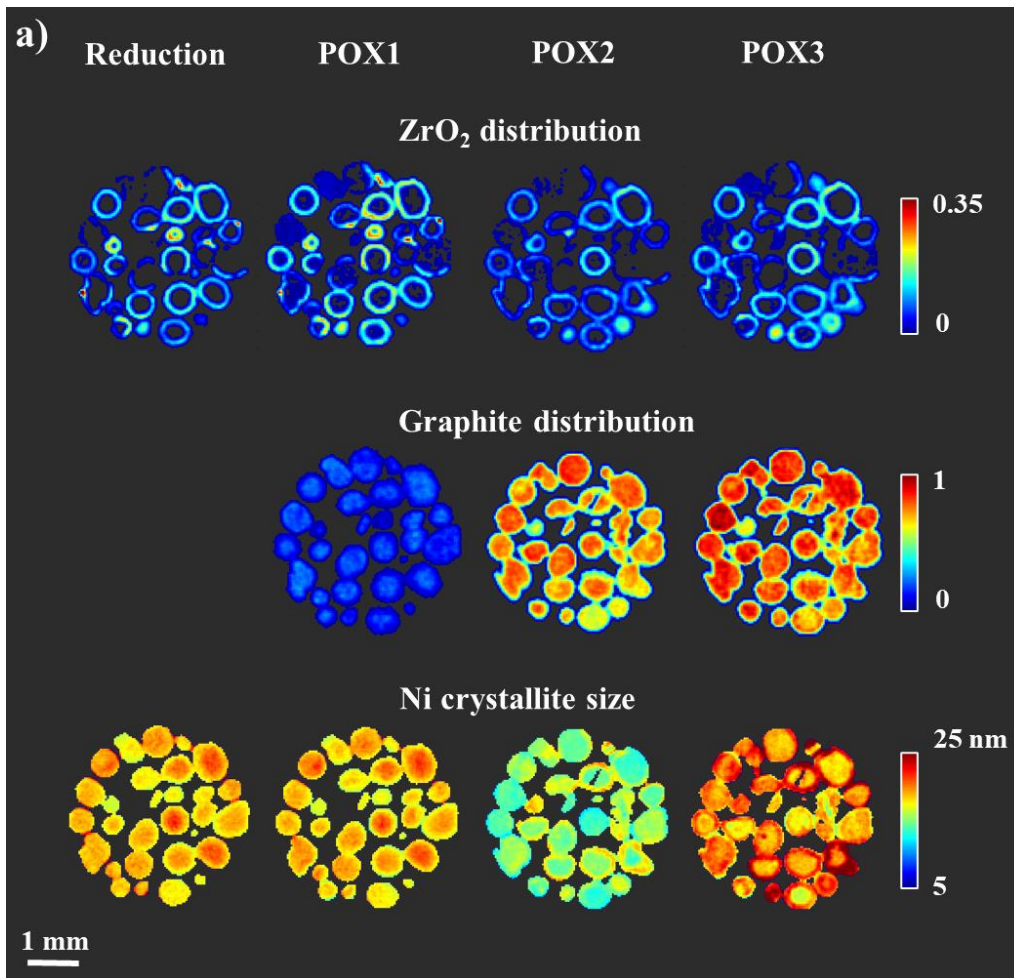 a)
Reduction POX1 POX2 POX3
ZrO₂ distribution
0.35
0
Graphite distribution
1
0
Ni crystallite size
25 nm
5
1 mm